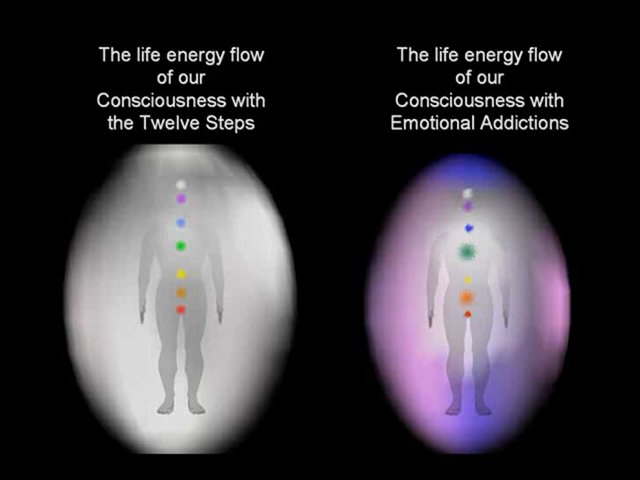 The life energy flow
of our
Consciousness with
the Twelve Steps
The life energy flow
of our
Consciousness with
Emotional Addictions